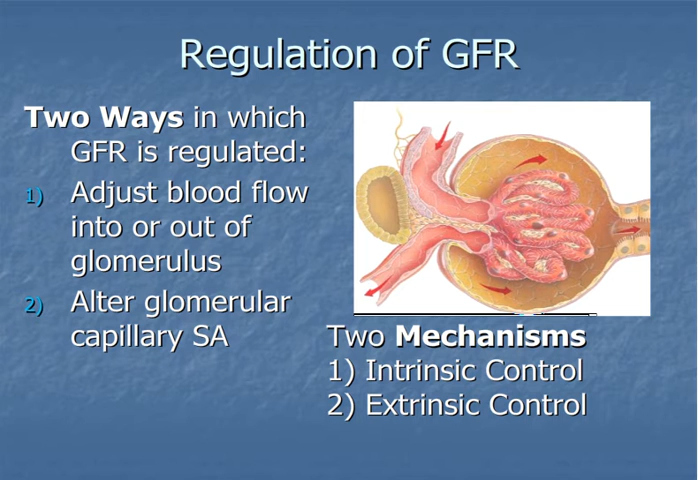 Regulation of GFR
Two Ways in which
GFR is regulated:
1) Adjust blood flow
into or out of
glomerulus
2) Alter glomerular
capillary SA
Two Mechanisms
1) Intrinsic Control
2) Extrinsic Control